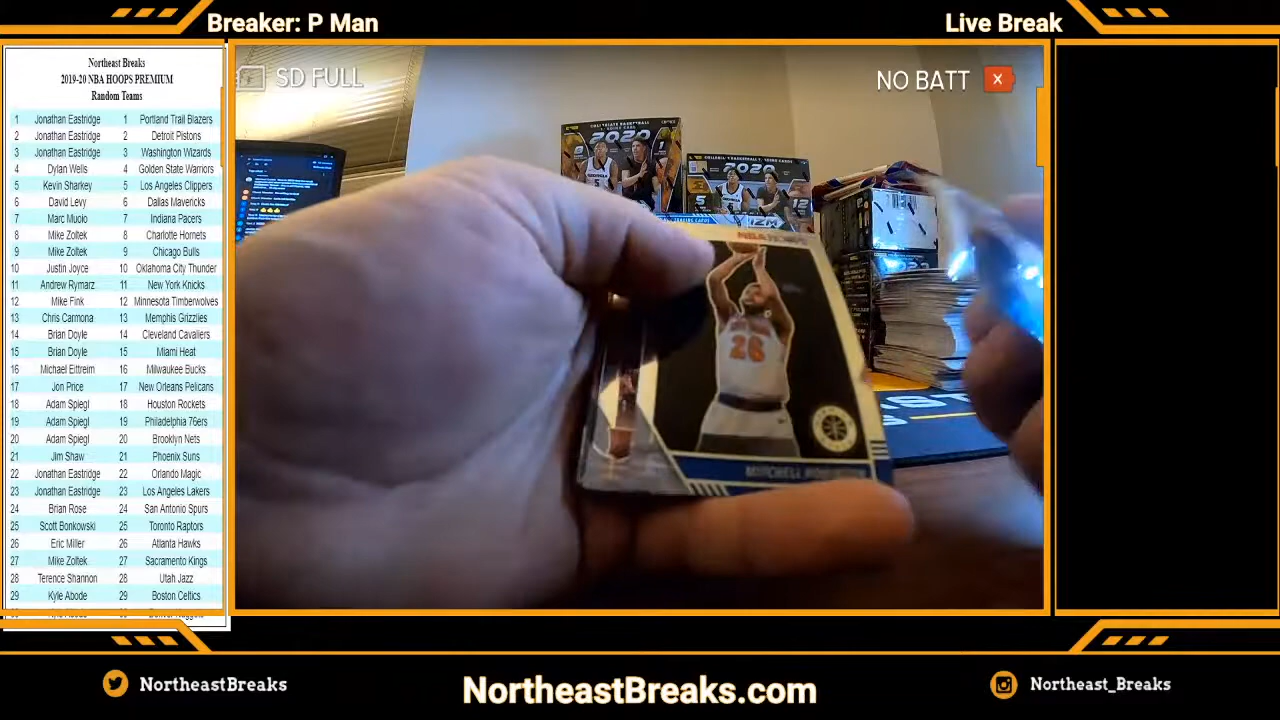 Breaker: P Man
Live Break
Northeast Breaks
2019-20 NBA HOOPS PREMIUM
Random Teams
1 Jonathan Eastridge 1 Portland Trail Blazers
2 Jonathan Eastridge 2 Detroit Pistons
3 Jonathan Eastridge 3 Washington Wizards
4 Dylan Wells 4 Golden State Warriors
5 Kevin Sharkey 5 Los Angeles Clippers
6 David Levy 6 Dallas Mavericks
7 Marc Muoio 7 Indiana Pacers
8 Mike Zoltek 8 Charlotte Hornets
9 Mike Zoltek 9 Chicago Bulls
10 Justin Joyce 10 Oklahoma City Thunder
11 Andrew Rymarz 11 New York Knicks
12 Mike Fink 12 Minnesota Timberwolves
13 Chris Carmona 13 Memphis Grizzlies
14 Brian Doyle 14 Cleveland Cavaliers
15 Brian Doyle 15 Miami Heat
16 Michael Eittreim 16 Milwaukee Bucks
17 Jon Price 17 New Orleans Pelicans
18 Adam Spiegl 18 Houston Rockets
19 Adam Spiegl 19 Philadelphia 76ers
20 Adam Spiegl 20 Brooklyn Nets
21 Jim Shaw 21 Phoenix Suns
22 Jonathan Eastridge 22 Orlando Magic
23 Jonathan Eastridge 23 Los Angeles Lakers
24 Brian Rose 24 San Antonio Spurs
25 Scott Bonkowski 25 Toronto Raptors
26 Eric Miller 26 Atlanta Hawks
27 Mike Zoltek 27 Sacramento Kings
28 Terence Shannon 28 Utah Jazz
29 Kyle Abode 29 Boston Celtics
SD FULL
NO BATT
2020
2020
5
12
26
MITCHELL
NortheastBreaks
NortheastBreaks.com
Northeast_Breaks